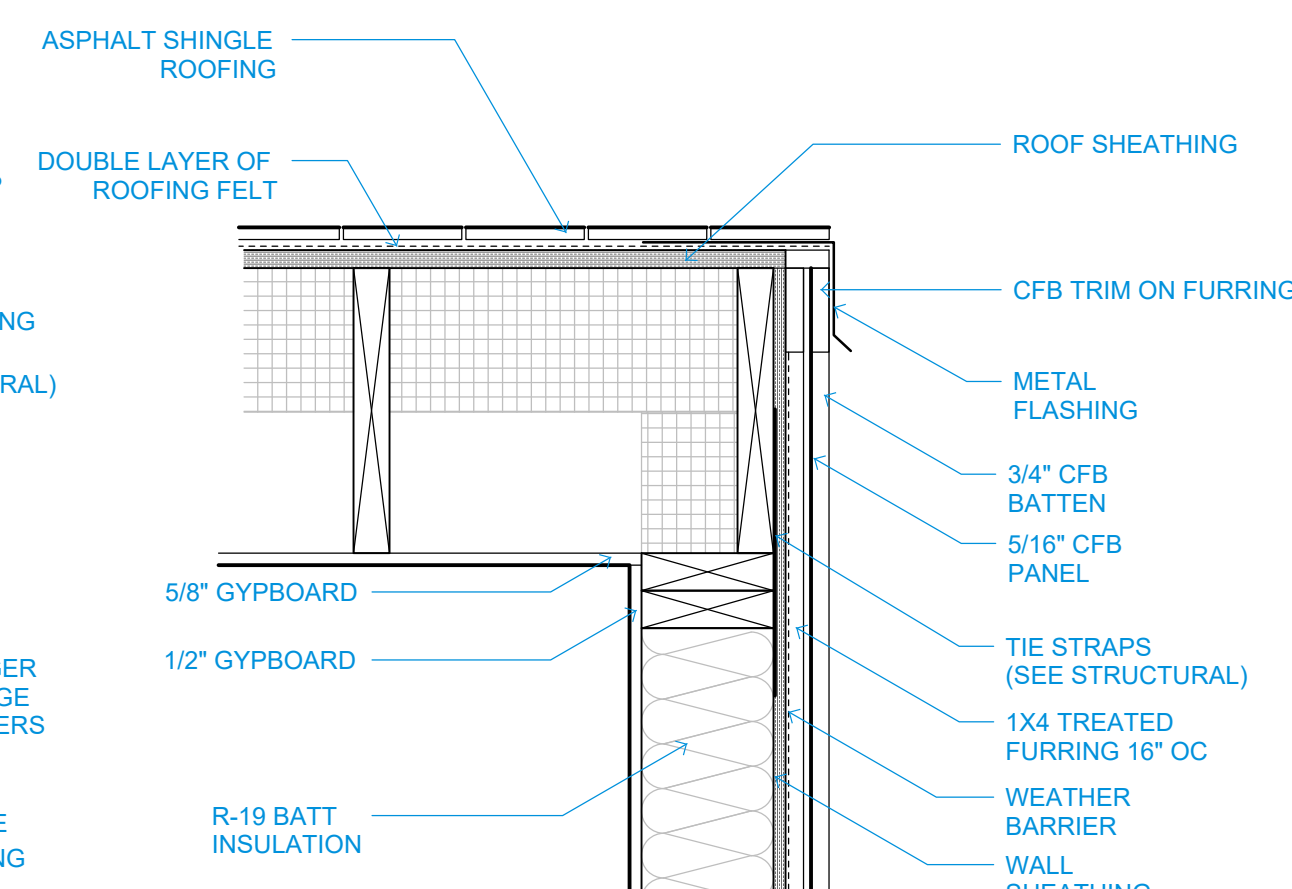 ASPHALT SHINGLE
ROOFING
DOUBLE LAYER OF
ROOFING FELT
RAL)
5/8" GYPBOARD
1/2" GYPBOARD
R-19 BATT
INSULATION
ROOF SHEATHING
CFB TRIM ON FURRING
METAL
FLASHING
3/4" CFB
BATTEN
5/16" CFB
PANEL
TIE STRAPS
(SEE STRUCTURAL)
1X4 TREATED
FURRING 16" OC
WEATHER
BARRIER
WALL
SHEATHING